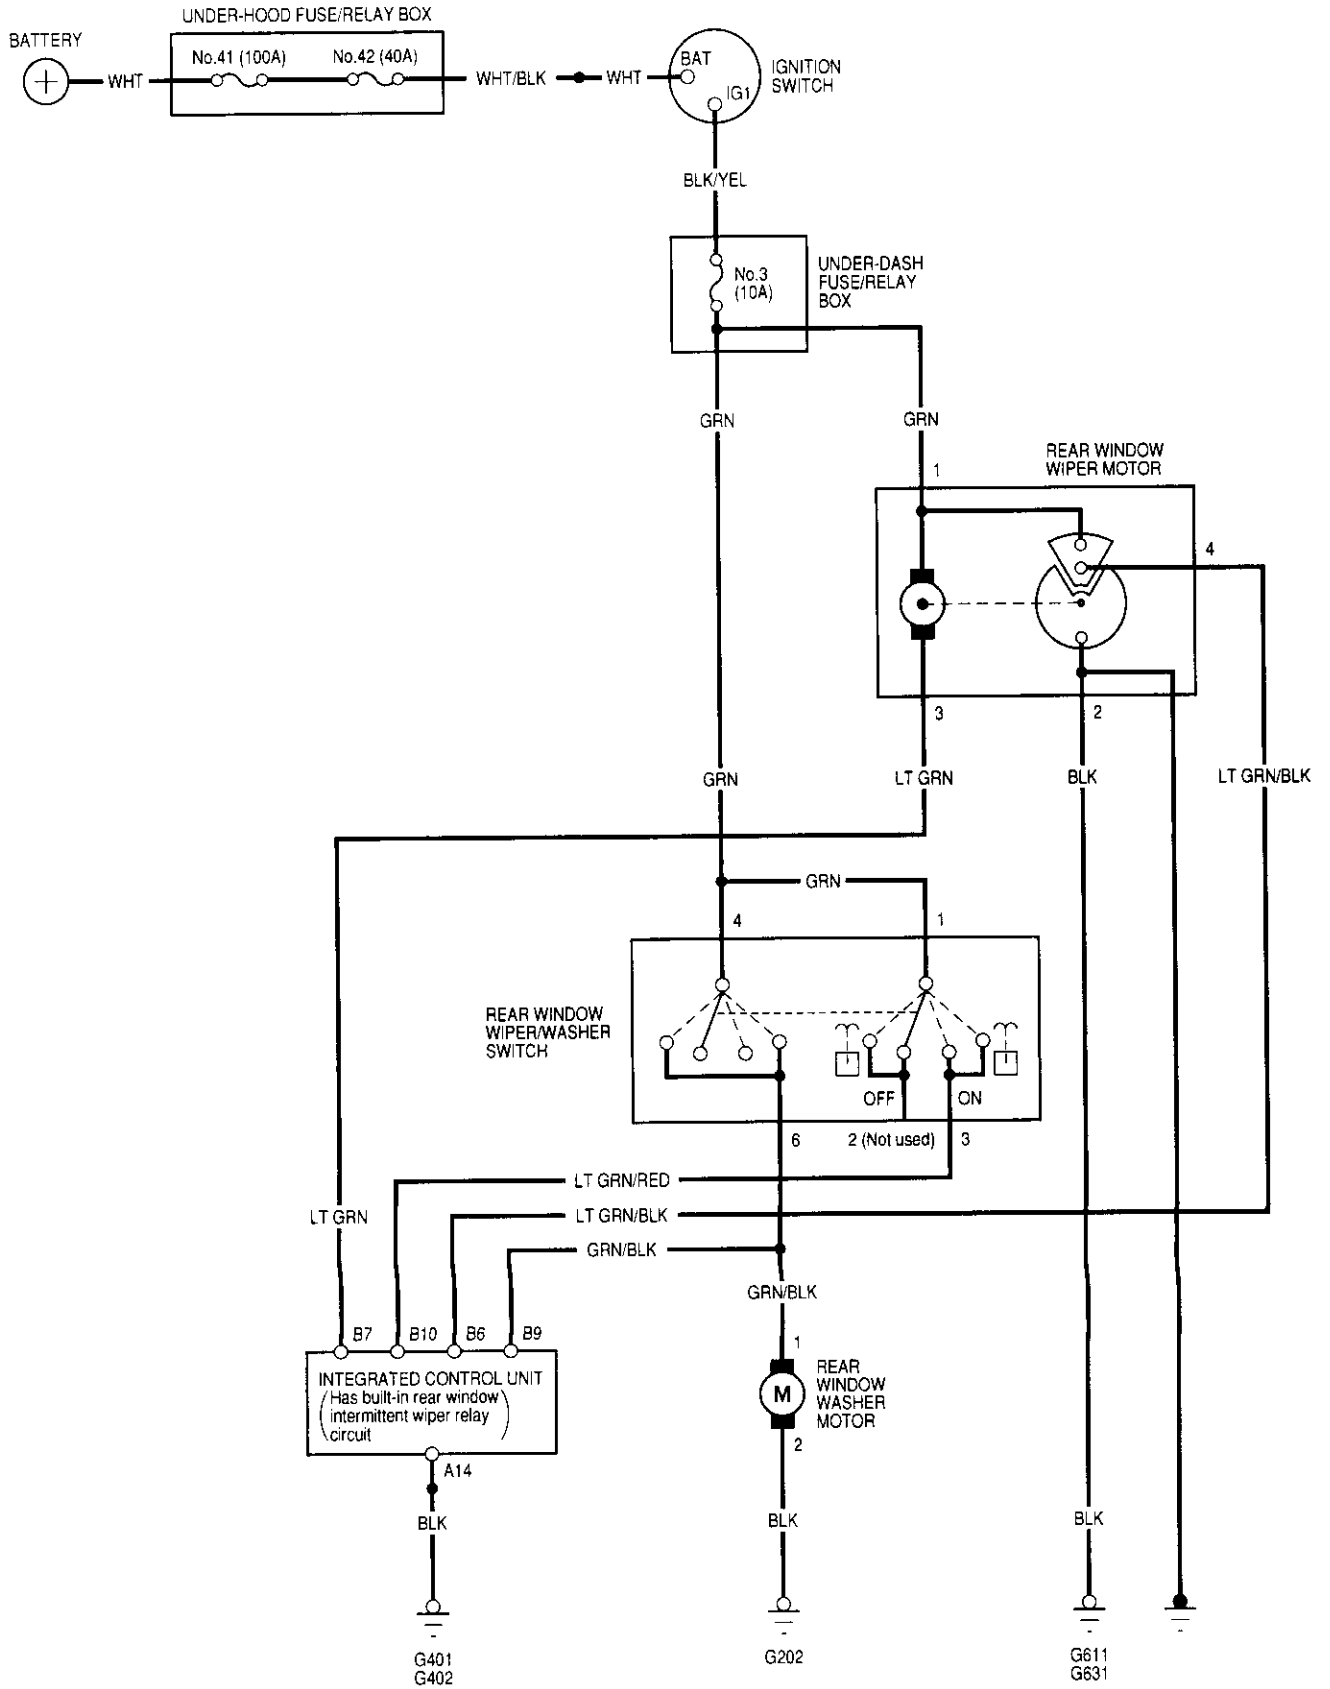 UNDER-HOOD FUSE/RELAY BOX
BATTERY
No.41 (100A)
No.42 (40A)
WHT
WHT/BLK
WHT
BAT
IG1
IGNITION
SWITCH
BLK/YEL
No.3
(10A)
UNDER-DASH
FUSE/RELAY
BOX
GRN
GRN
REAR WINDOW
WIPER MOTOR
1
4
3
2
GRN
LT GRN
BLK
LT GRN/BLK
GRN
4
1
REAR WINDOW
WIPER/WASHER
SWITCH
OFF
ON
6
2 (Not used)
3
LT GRN/RED
LT GRN
LT GRN/BLK
GRN/BLK
GRN/BLK
B7
B10
B6
B9
INTEGRATED CONTROL UNIT
(Has built-in rear window
intermittent wiper relay
circuit)
A14
1
M
REAR
WINDOW
WASHER
MOTOR
2
BLK
BLK
BLK
G401
G402
G202
G611
G631